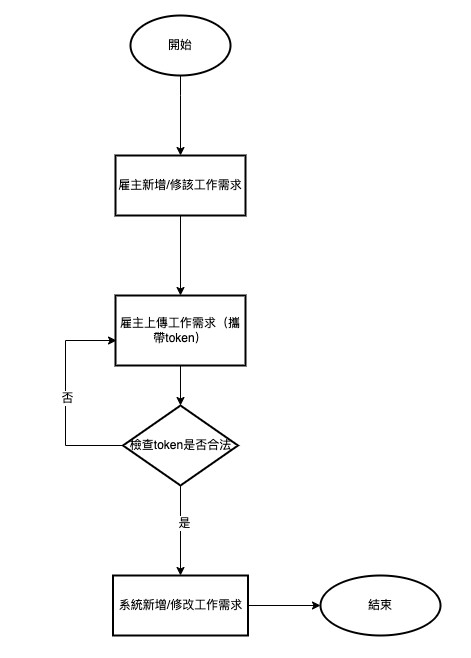 開始
雇主新增/修該工作需求
雇主上傳工作需求（攜
帶token）
否
檢查token是否合法
是
系統新增/修改工作需求
結束